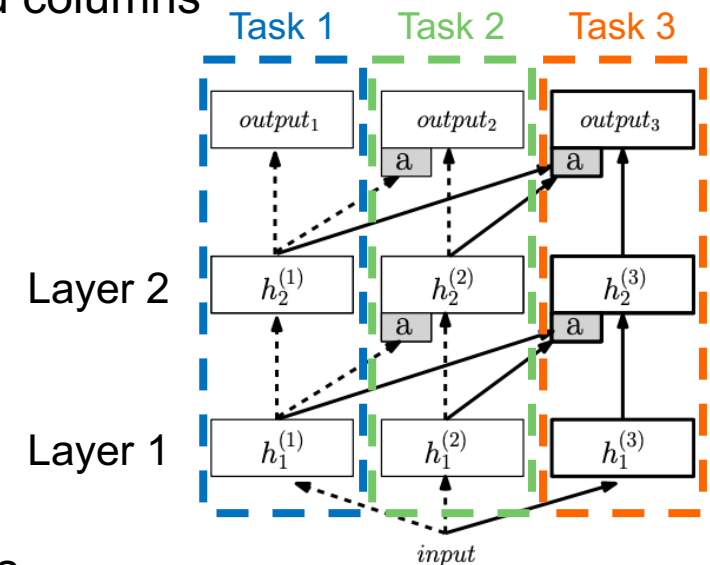 d columns
Task 1 Task 2 Task 3
output₁ output₂ output₃
a a
Layer 2 h₂⁽¹⁾ h₂⁽²⁾ h₂⁽³⁾
a a
Layer 1 h₁⁽¹⁾ h₁⁽²⁾ h₁⁽³⁾
input